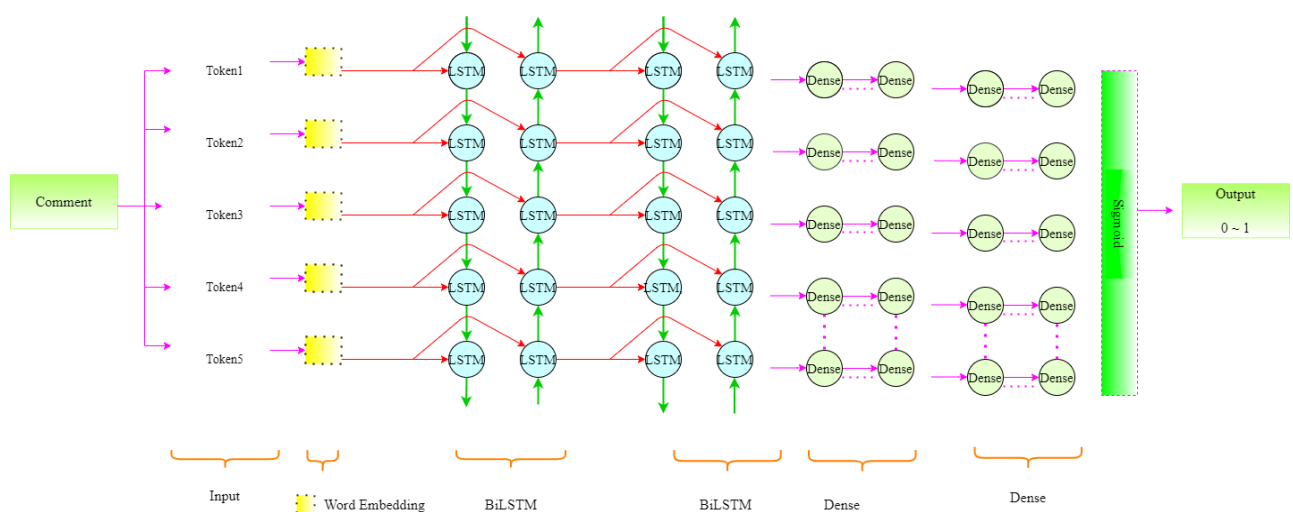 Comment
Token1
Token2
Token3
Token4
Token5
LSTM LSTM LSTM LSTM
LSTM LSTM LSTM LSTM
LSTM LSTM LSTM LSTM
LSTM LSTM LSTM LSTM
LSTM LSTM LSTM LSTM
Dense Dense Dense Dense
Dense Dense Dense Dense
Dense Dense Dense Dense
Dense Dense Dense Dense
Dense Dense Dense Dense
Sigmoid
Output
0 ~ 1
Input
Word Embedding
BiLSTM
BiLSTM
Dense
Dense